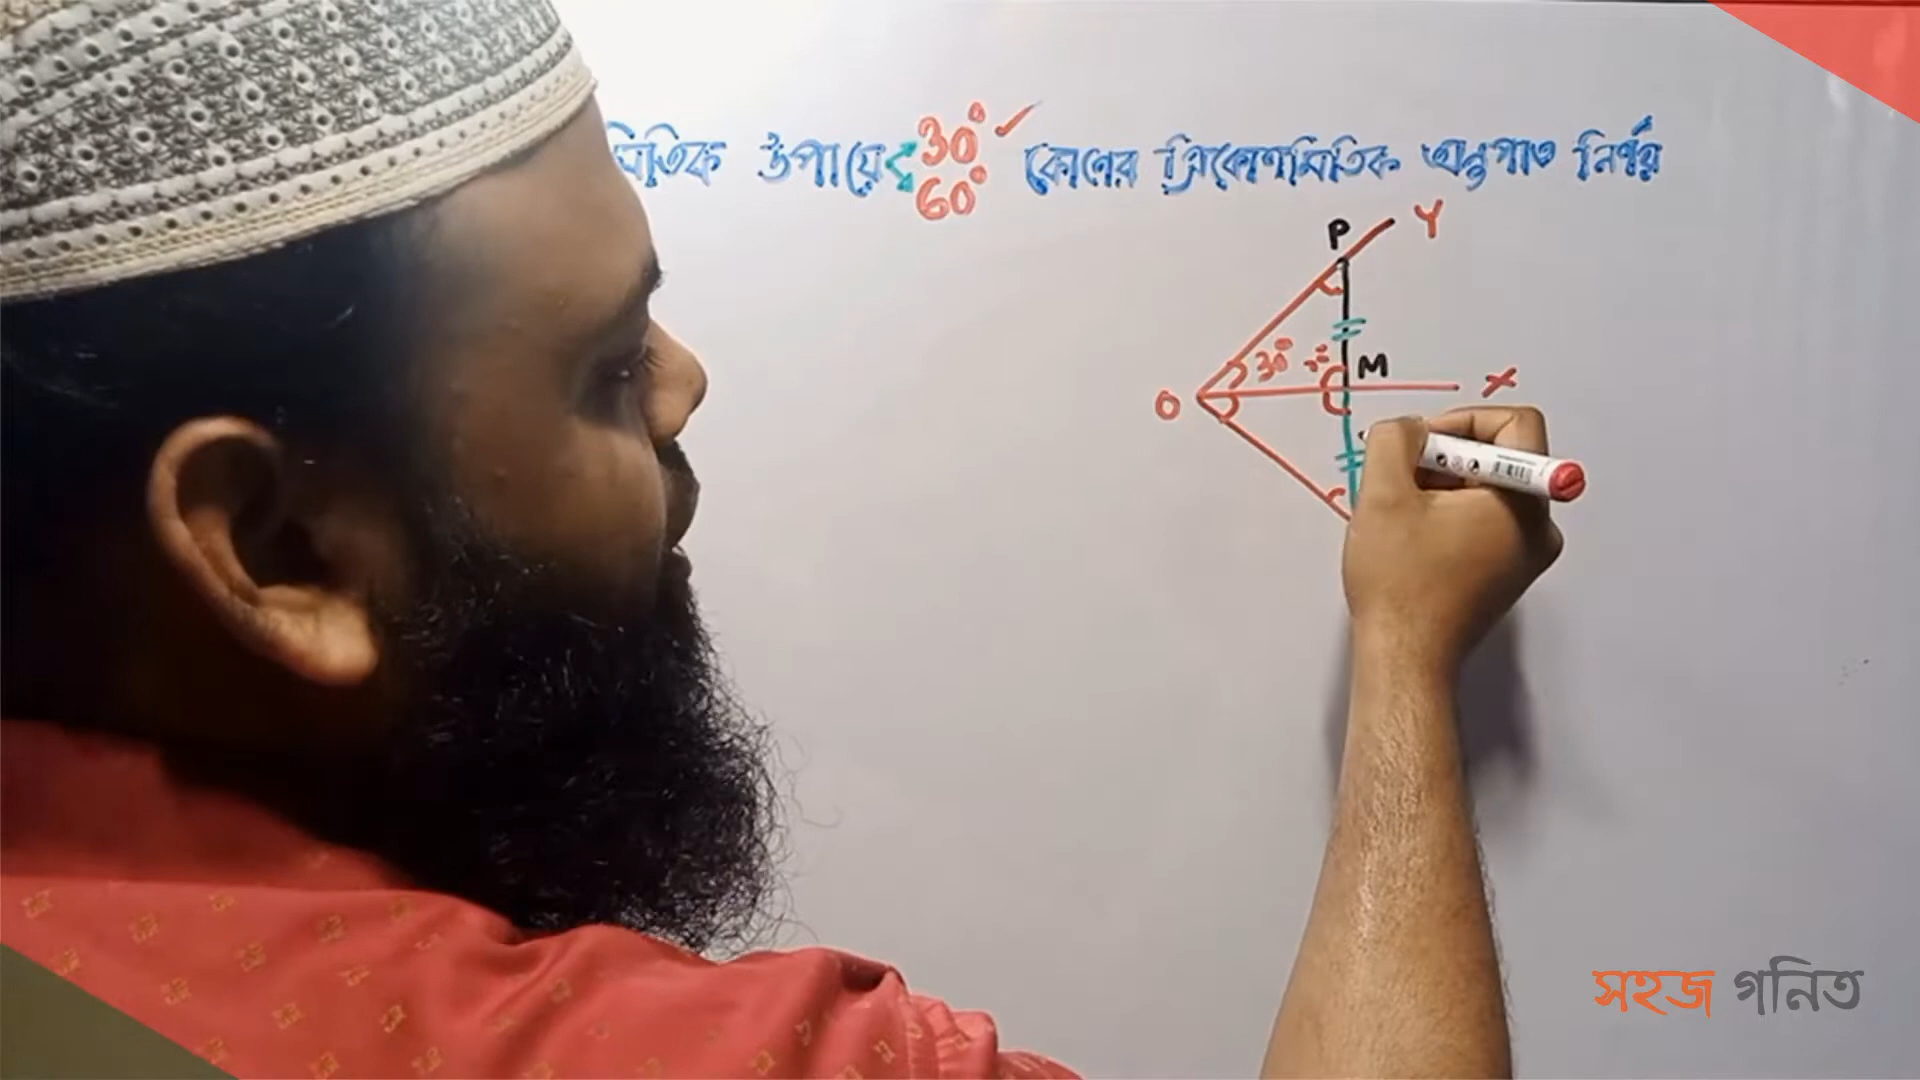 মিতিক উপায়ে 30° কোণের ত্রিকোণমিতিক অনুপাত নির্ণয়
60°
P Y
30° M
O X
সহজ গনিত